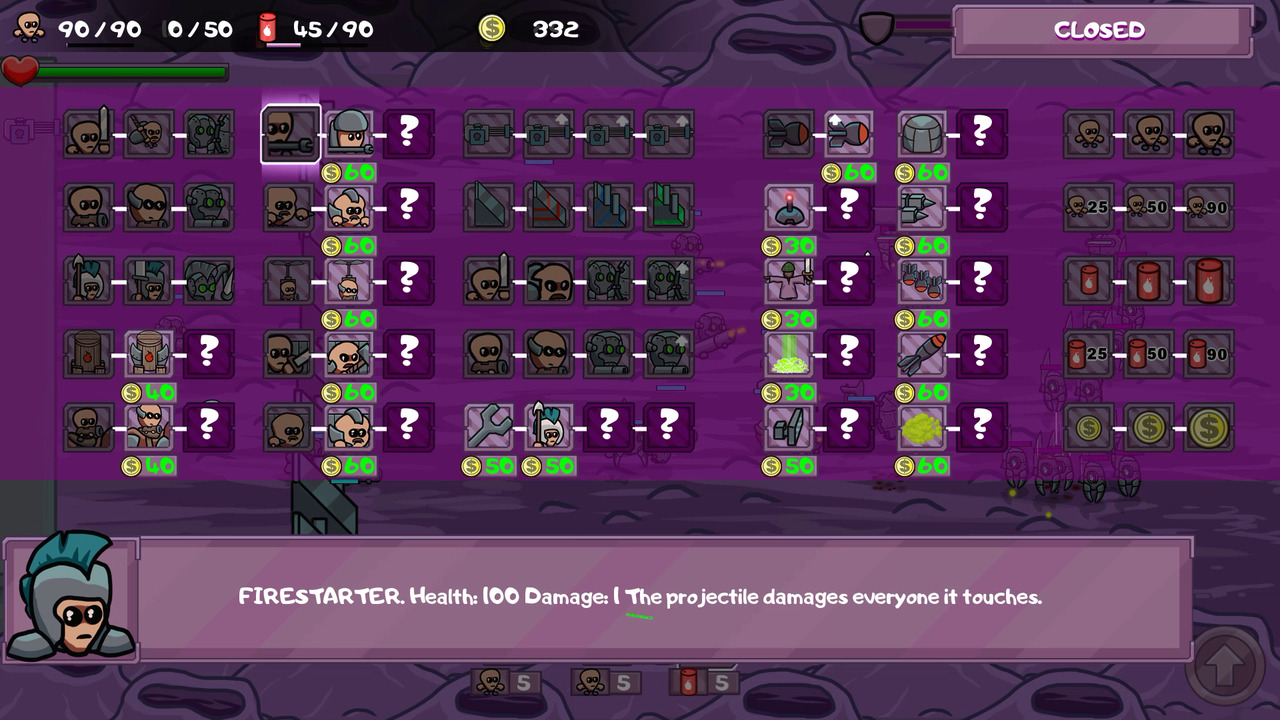 90/90 0/50 45/90 $ 332 CLOSED
? ?
$60 $60 $60
25 50 90
? ?
$60 $30 $60
? ? ?
$60 $30 $60
? ? ? ? 25 50 90
$40 $60 $30 $60
? ? ? ? ? ?
$40 $60 $50 $50 $50 $60
FIRESTARTER. Health: 100 Damage: 1 The projectile damages everyone it touches.
5 5 5